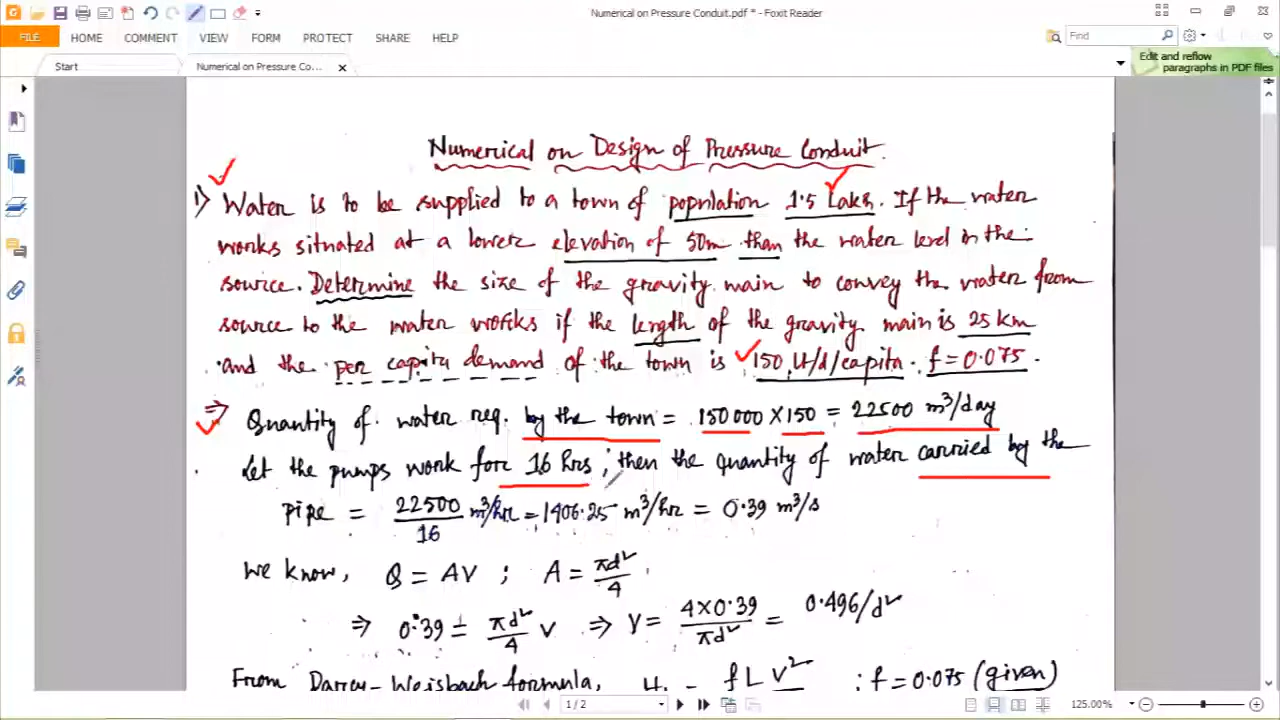 Numerical on Pressure Conduit.pdf * - Foxit Reader
FILE HOME COMMENT VIEW FORM PROTECT SHARE HELP
Find
Edit and reflow
paragraphs in PDF files
Start Numerical on Pressure Co...
Numerical on Design of Pressure Conduit.
1) Water is to be supplied to a town of population 1.5 Lakh. If the water
works situated at a lower elevation of 50m than the water level in the
source. Determine the size of the gravity main to convey the water from
source to the water works if the length of the gravity main is 25 km
and the per capita demand of the town is 150 lt/d/capita. f = 0.075.
⇒ Quantity of water req. by the town = 150000 × 150 = 22500 m³/day
Let the pumps work for 16 hrs, then the quantity of water carried by the
pipe = 22500/16 m³/hr = 1406.25 m³/hr = 0.39 m³/s
We know, Q = AV ; A = πd²/4
⇒ 0.39 = πd²/4 V ⇒ V = 4×0.39/πd² = 0.496/d²
From Darcy-Weisbach formula, f L V² ; f = 0.075 (given)
1 / 2 125.00%